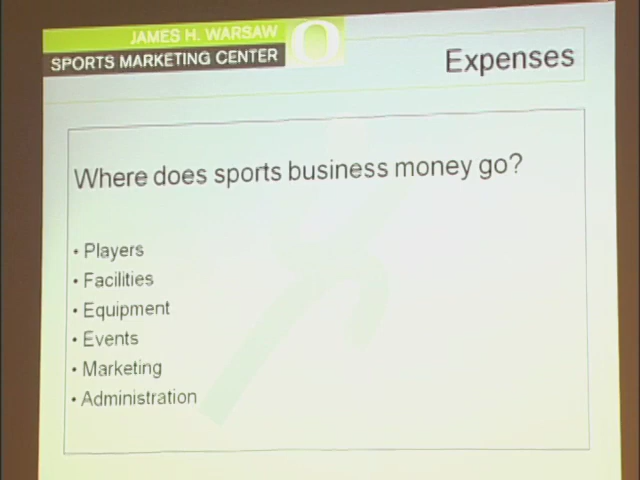 JAMES H. WARSAW
SPORTS MARKETING CENTER
O
Expenses
Where does sports business money go?
• Players
• Facilities
• Equipment
• Events
• Marketing
• Administration